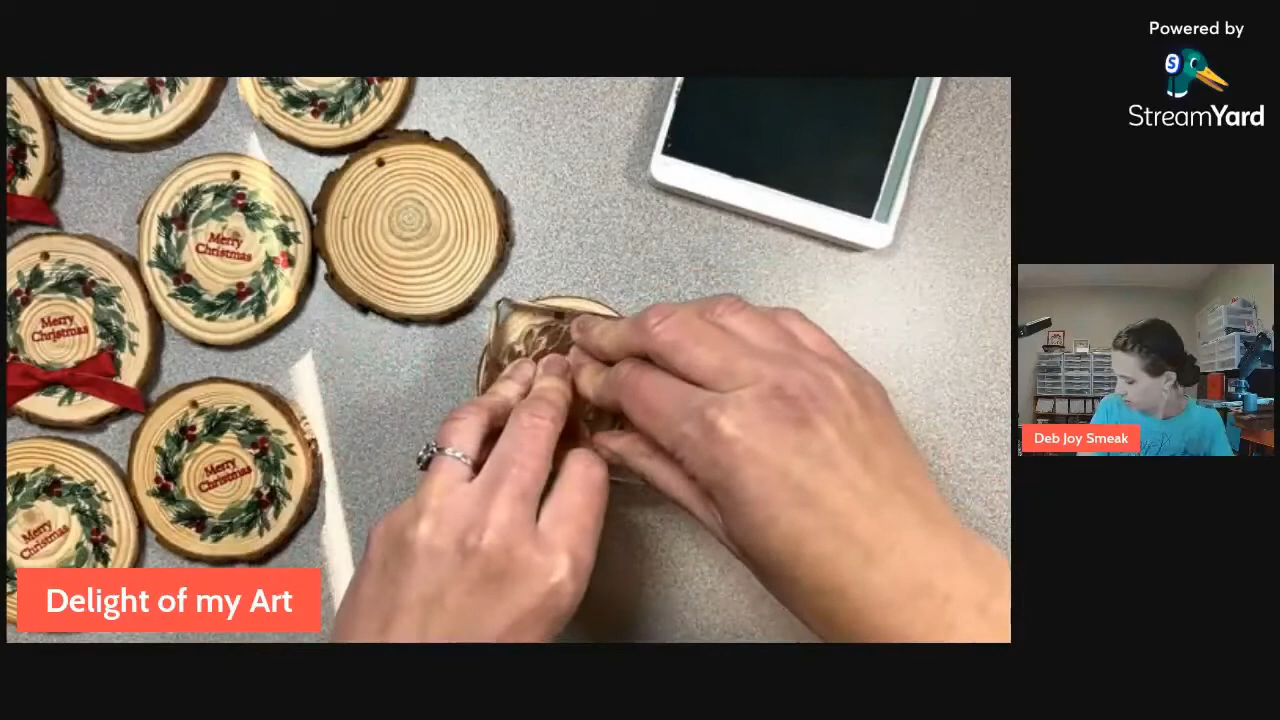 Powered by
S
StreamYard
Merry
Christmas
Merry
Christmas
Merry
Christmas
Merry
Christmas
Deb Joy Smeak
Delight of my Art